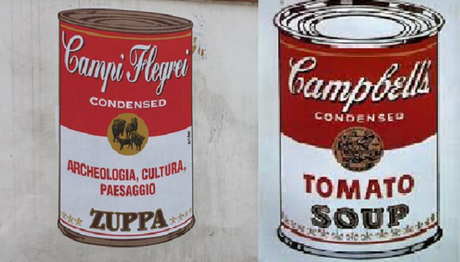 Campi Flegrei
CONDENSED
ARCHEOLOGIA, CULTURA,
PAESAGGIO
ZUPPA
Campbell's
CONDENSED
TOMATO
SOUP